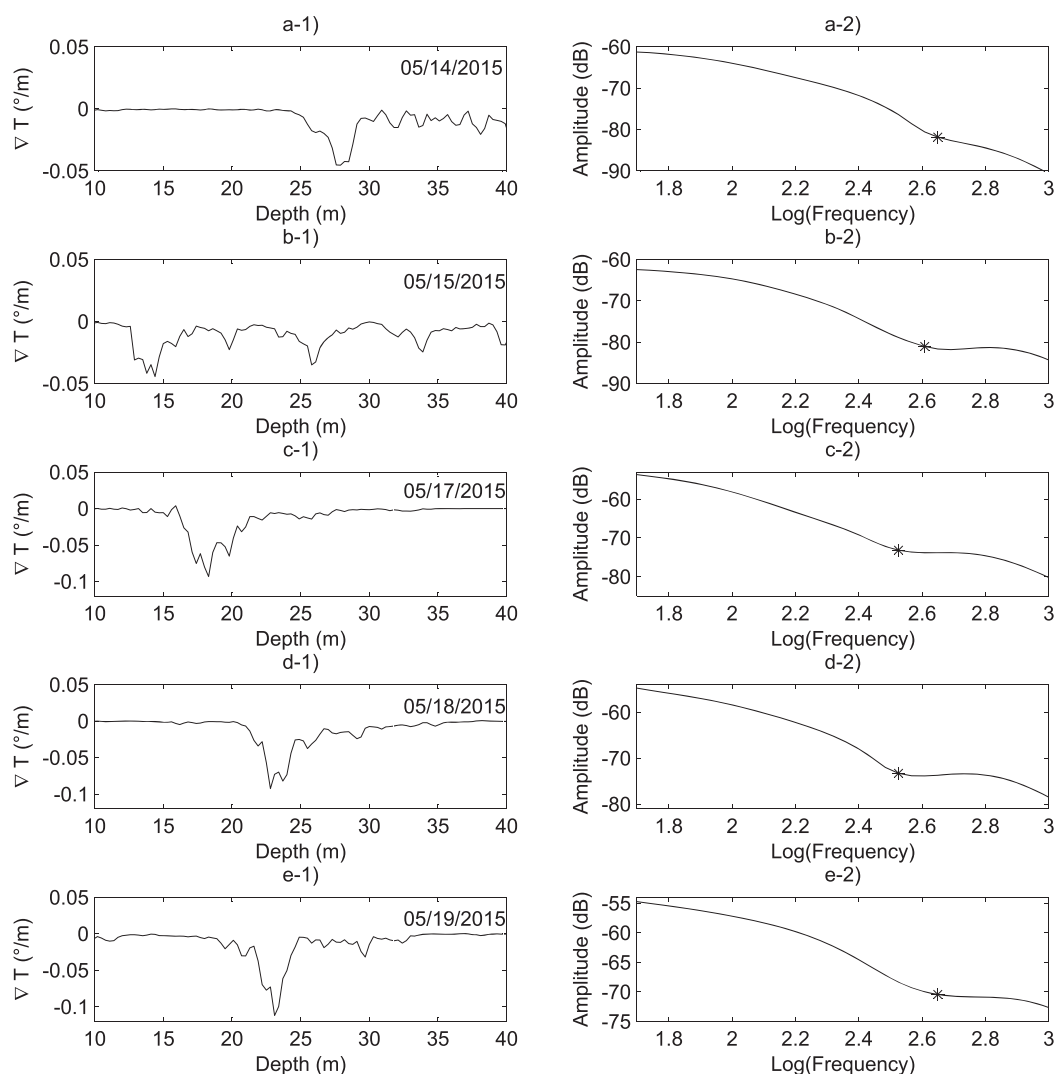 a-1)
0.05
0
-0.05
∇ T (°/m)
05/14/2015
10 15 20 25 30 35 40
Depth (m)
a-2)
-60
-70
-80
-90
Amplitude (dB)
1.8 2 2.2 2.4 2.6 2.8 3
Log(Frequency)
b-1)
0.05
0
-0.05
∇ T (°/m)
05/15/2015
10 15 20 25 30 35 40
Depth (m)
b-2)
-60
-70
-80
-90
Amplitude (dB)
1.8 2 2.2 2.4 2.6 2.8 3
Log(Frequency)
c-1)
0.05
0
-0.05
-0.1
∇ T (°/m)
05/17/2015
10 15 20 25 30 35 40
Depth (m)
c-2)
-60
-70
-80
Amplitude (dB)
1.8 2 2.2 2.4 2.6 2.8 3
Log(Frequency)
d-1)
0.05
0
-0.05
-0.1
∇ T (°/m)
05/18/2015
10 15 20 25 30 35 40
Depth (m)
d-2)
-60
-70
-80
Amplitude (dB)
1.8 2 2.2 2.4 2.6 2.8 3
Log(Frequency)
e-1)
0.05
0
-0.05
-0.1
∇ T (°/m)
05/19/2015
10 15 20 25 30 35 40
Depth (m)
e-2)
-55
-60
-65
-70
-75
Amplitude (dB)
1.8 2 2.2 2.4 2.6 2.8 3
Log(Frequency)